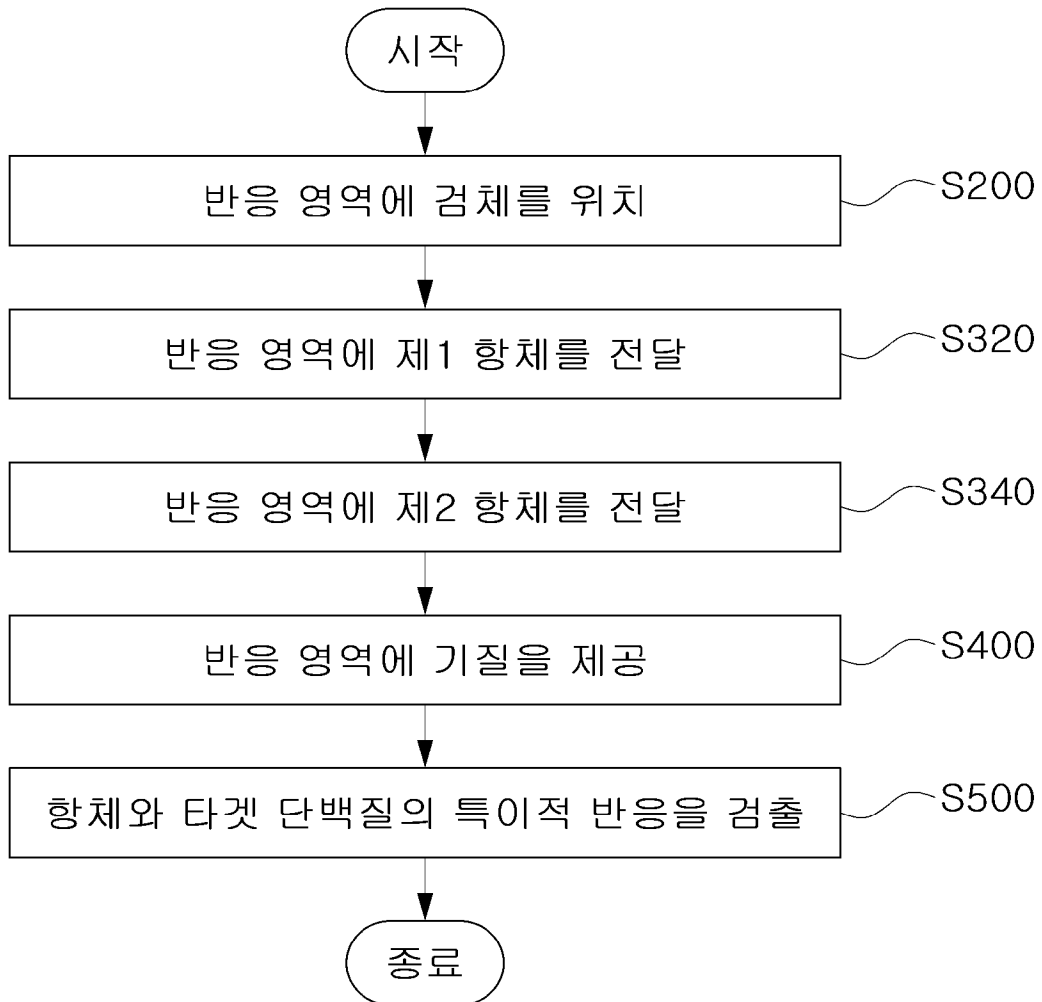 시작
반응 영역에 검체를 위치
S200
반응 영역에 제1 항체를 전달
S320
반응 영역에 제2 항체를 전달
S340
반응 영역에 기질을 제공
S400
항체와 타겟 단백질의 특이적 반응을 검출
S500
종료